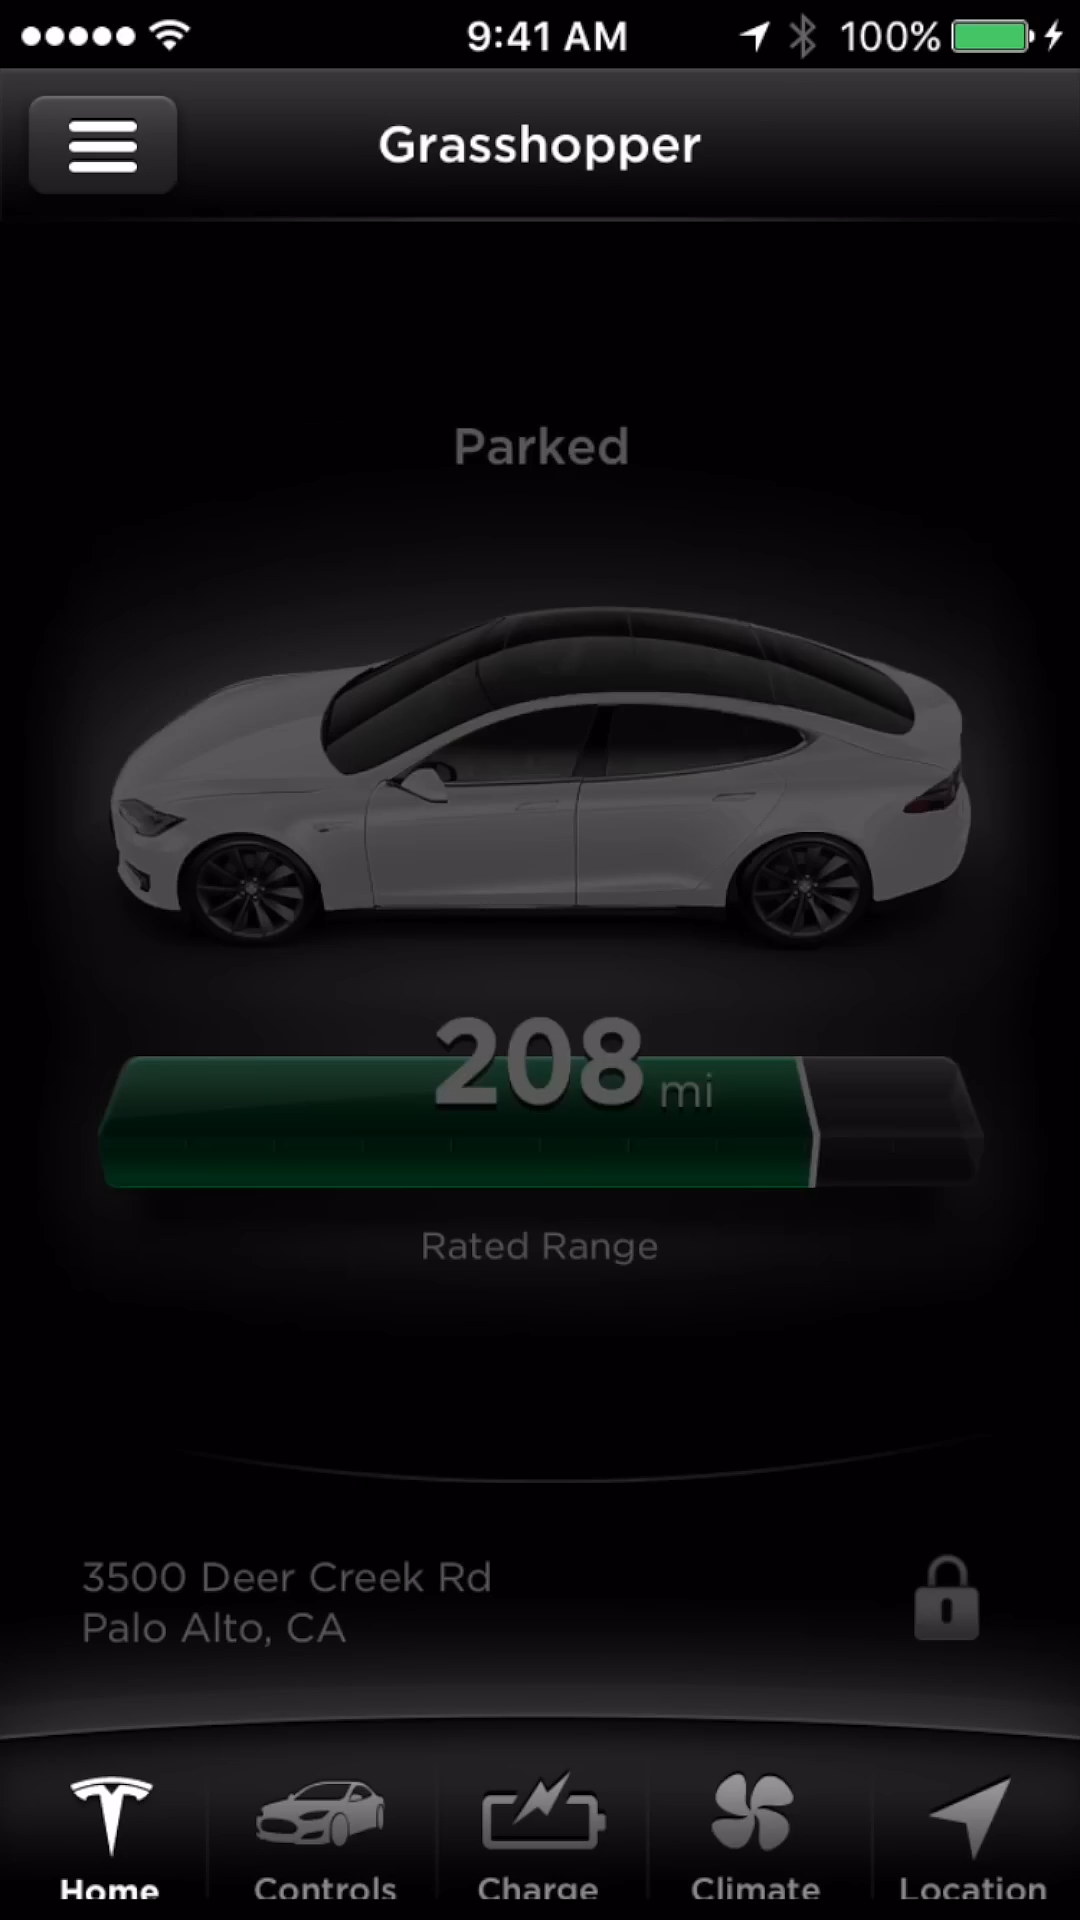 9:41 AM
100%
Grasshopper
Parked
208 mi
Rated Range
3500 Deer Creek Rd
Palo Alto, CA
Home
Controls
Charge
Climate
Location